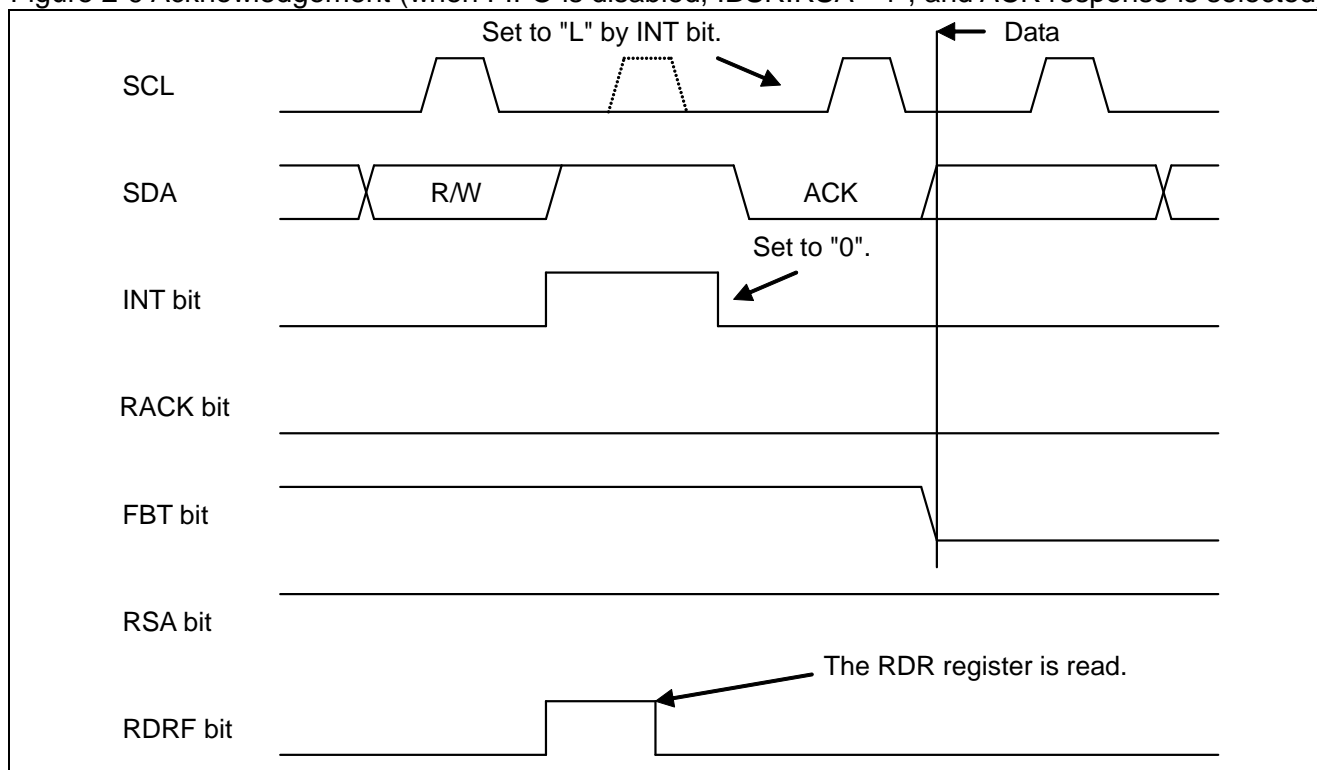 Set to "L" by INT bit.
Data
SCL
SDA
R/W
ACK
Set to "0".
INT bit
RACK bit
FBT bit
RSA bit
The RDR register is read.
RDRF bit